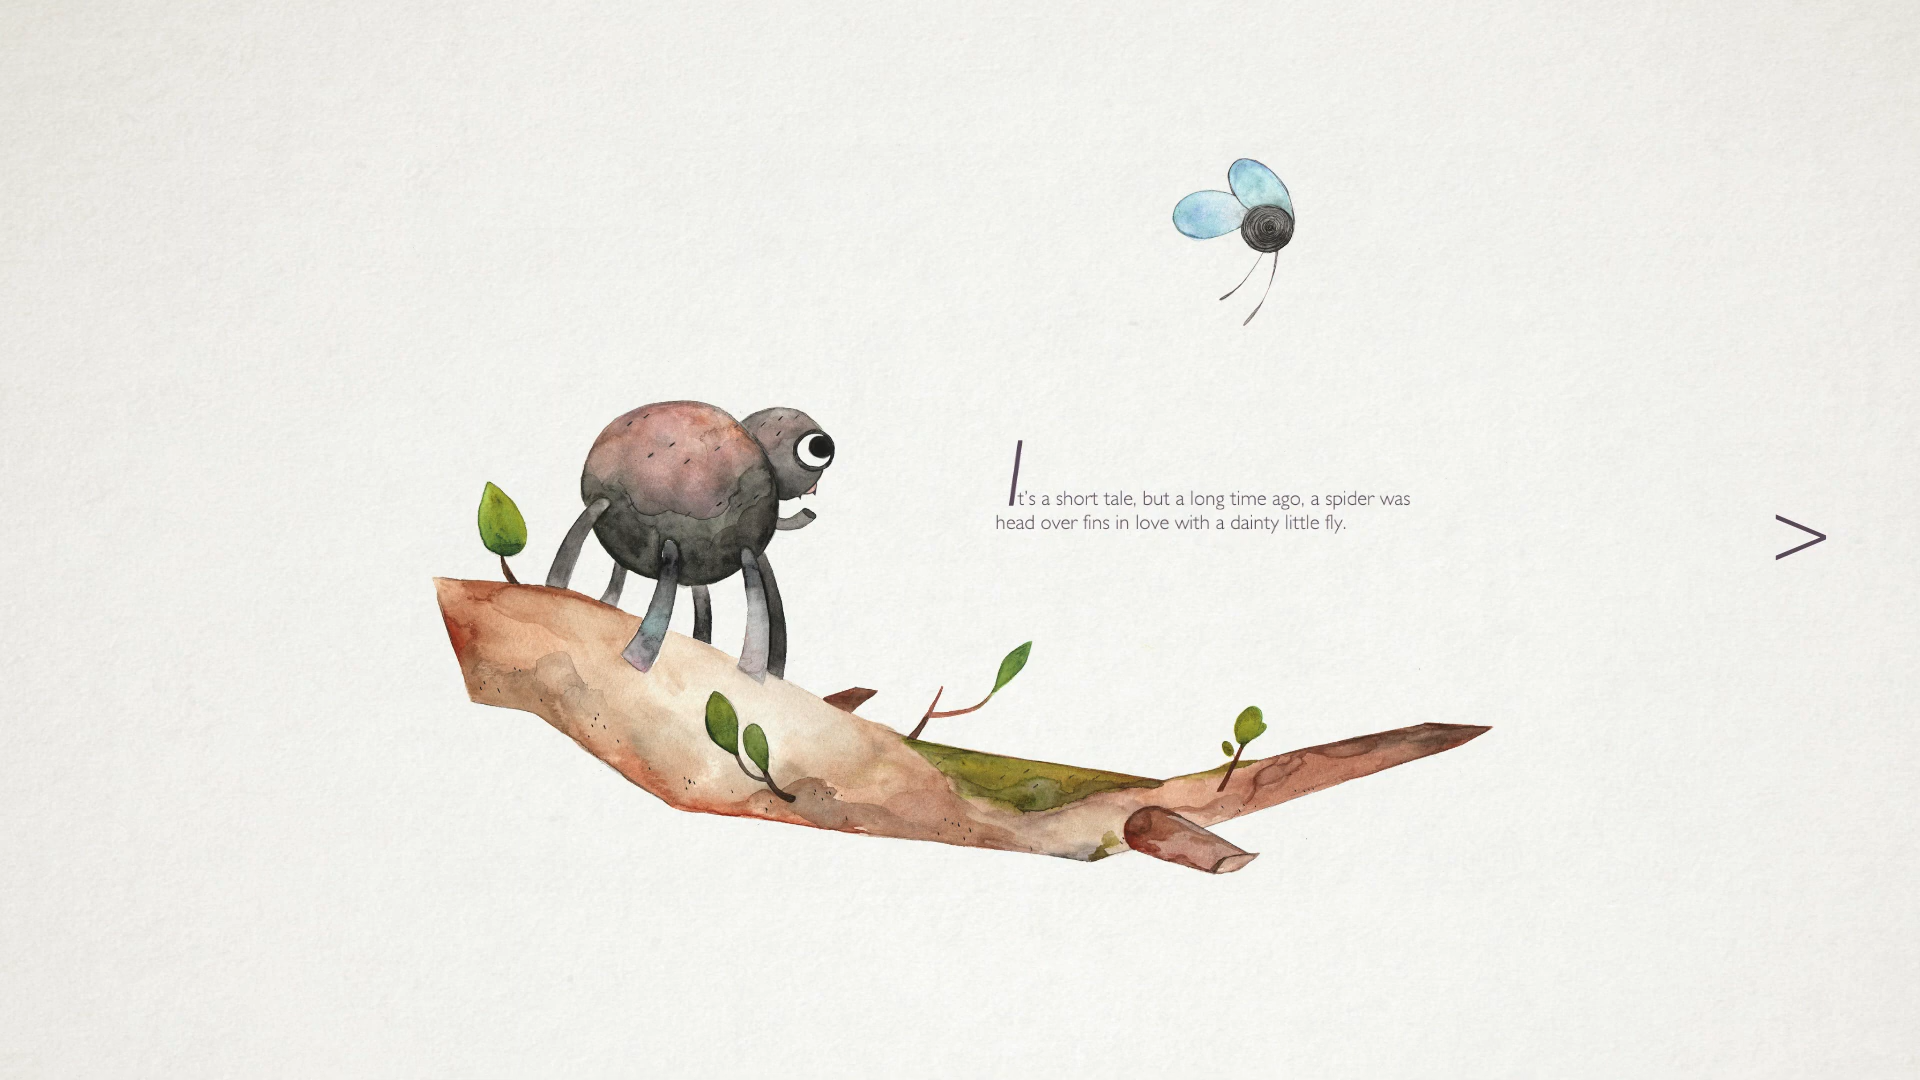 It's a short tale, but a long time ago, a spider was
head over fins in love with a dainty little fly.
>